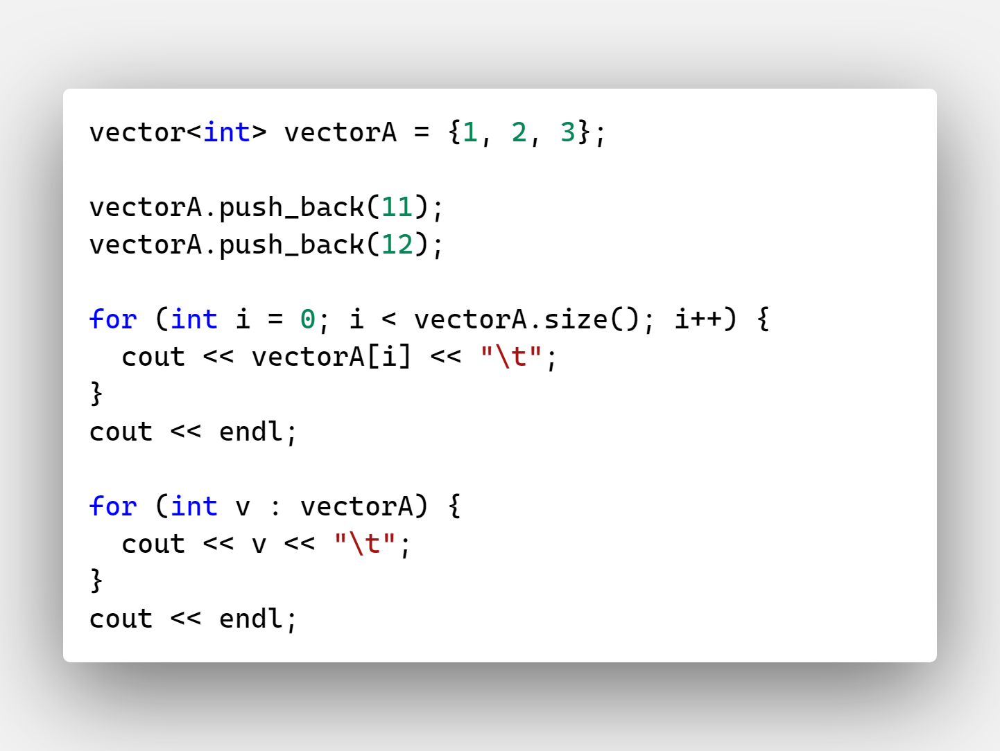 vector<int> vectorA = {1, 2, 3};

vectorA.push_back(11);
vectorA.push_back(12);

for (int i = 0; i < vectorA.size(); i++) {
  cout << vectorA[i] << "\t";
}
cout << endl;

for (int v : vectorA) {
  cout << v << "\t";
}
cout << endl;